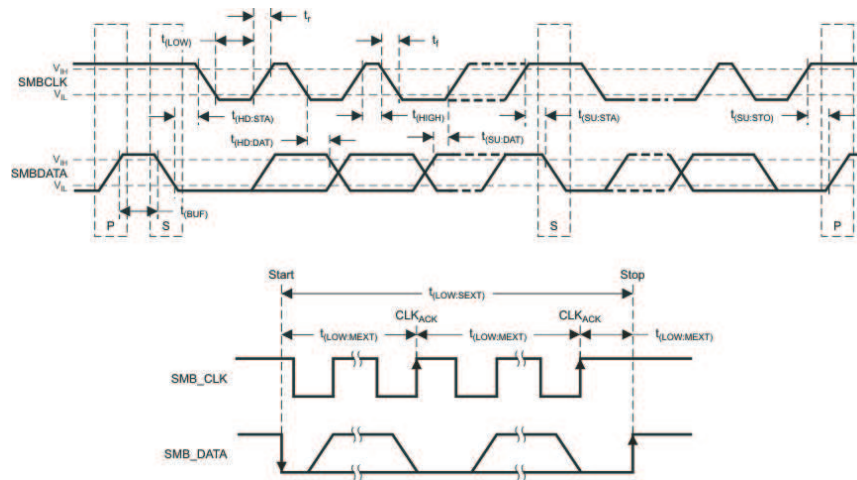 t(LOW)
tr
tf
VIH
SMBCLK
VIL
t(HD:STA)
t(HIGH)
t(SU:STA)
t(SU:STO)
t(HD:DAT)
t(SU:DAT)
VIH
SMBDATA
VIL
t(BUF)
P
S
S
P
Start
Stop
t(LOW:SEXT)
CLKACK
CLKACK
t(LOW:MEXT)
t(LOW:MEXT)
t(LOW:MEXT)
SMB_CLK
SMB_DATA